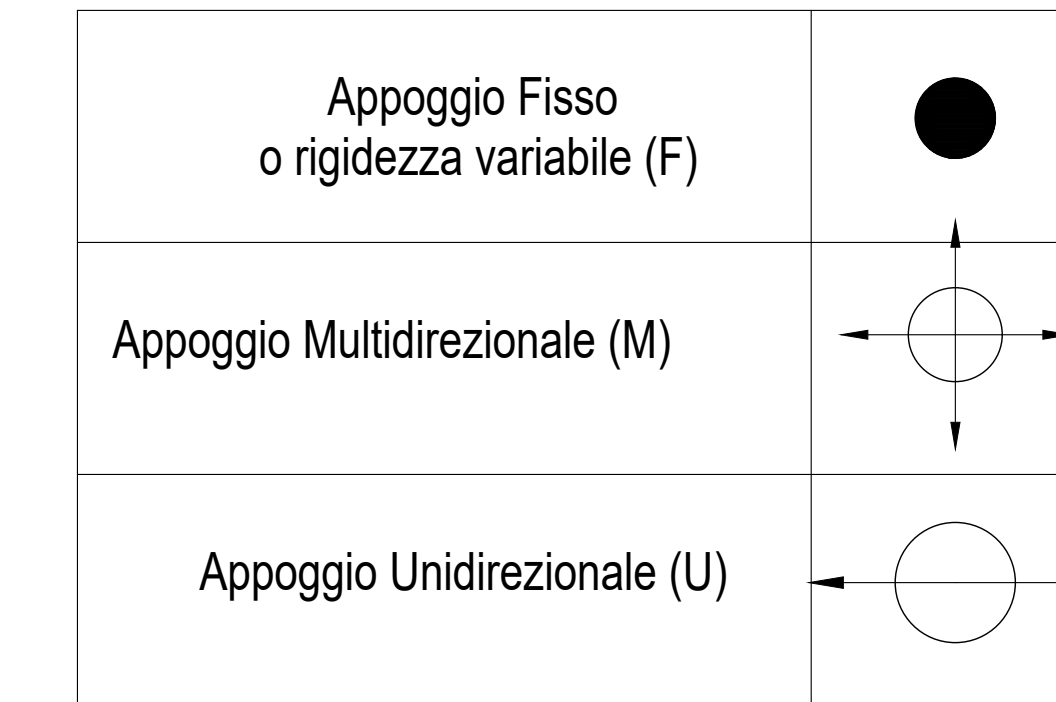 Appoggio Fisso
o rigidezza variabile (F)
Appoggio Multidirezionale (M)
Appoggio Unidirezionale (U)